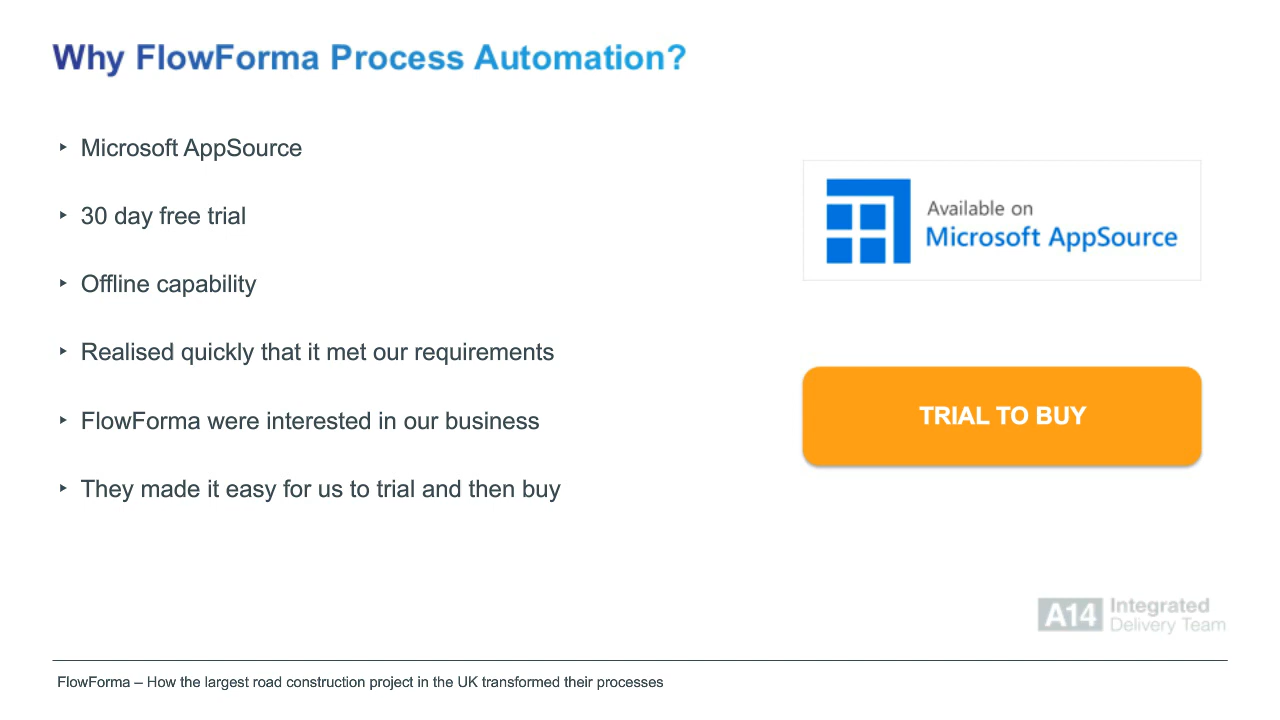 Why FlowForma Process Automation?
Microsoft AppSource
30 day free trial
Offline capability
Realised quickly that it met our requirements
FlowForma were interested in our business
They made it easy for us to trial and then buy
Available on
Microsoft AppSource
TRIAL TO BUY
A14 Integrated
Delivery Team
FlowForma – How the largest road construction project in the UK transformed their processes